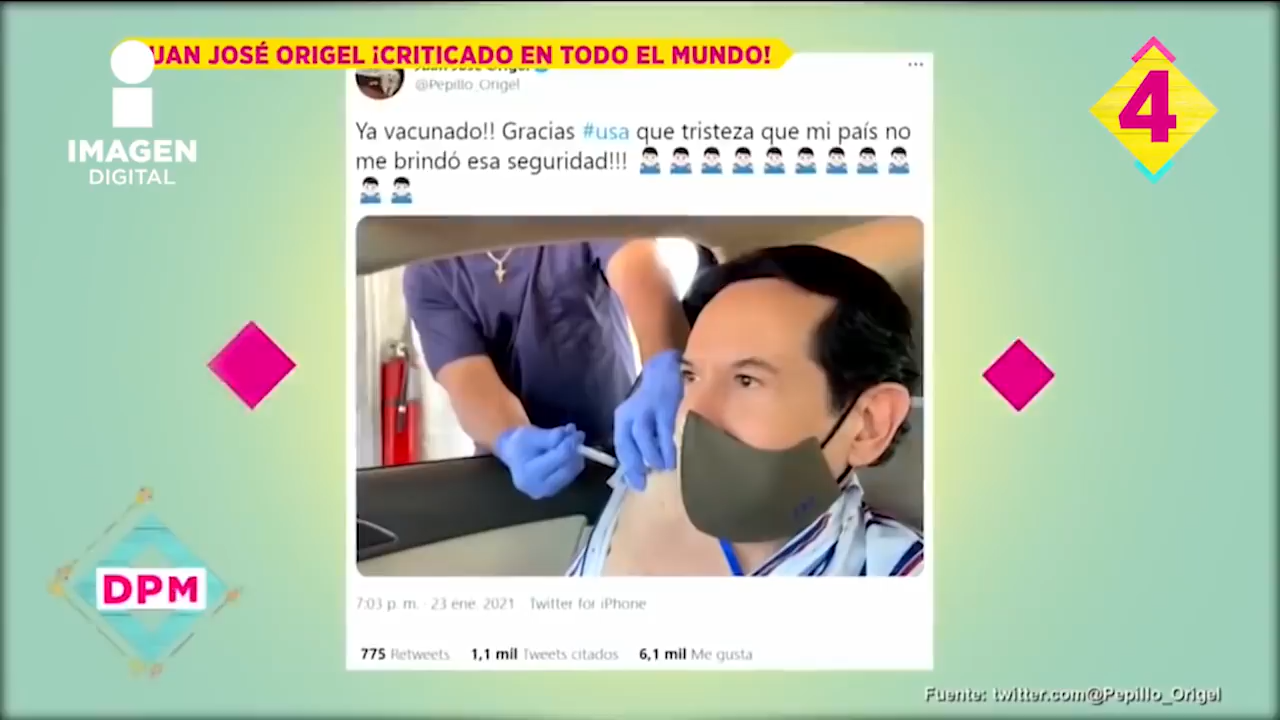 UAN JOSÉ ORIGEL ¡CRITICADO EN TODO EL MUNDO!
4
IMAGEN
DIGITAL
@Pepillo_Origel
Ya vacunado!! Gracias #usa que tristeza que mi país no
me brindó esa seguridad!!!
DPM
7:03 p. m. · 23 ene. 2021 Twitter for iPhone
775 Retweets 1,1 mil Tweets citados 6,1 mil Me gusta
Fuente: twitter.com@Pepillo_Origel